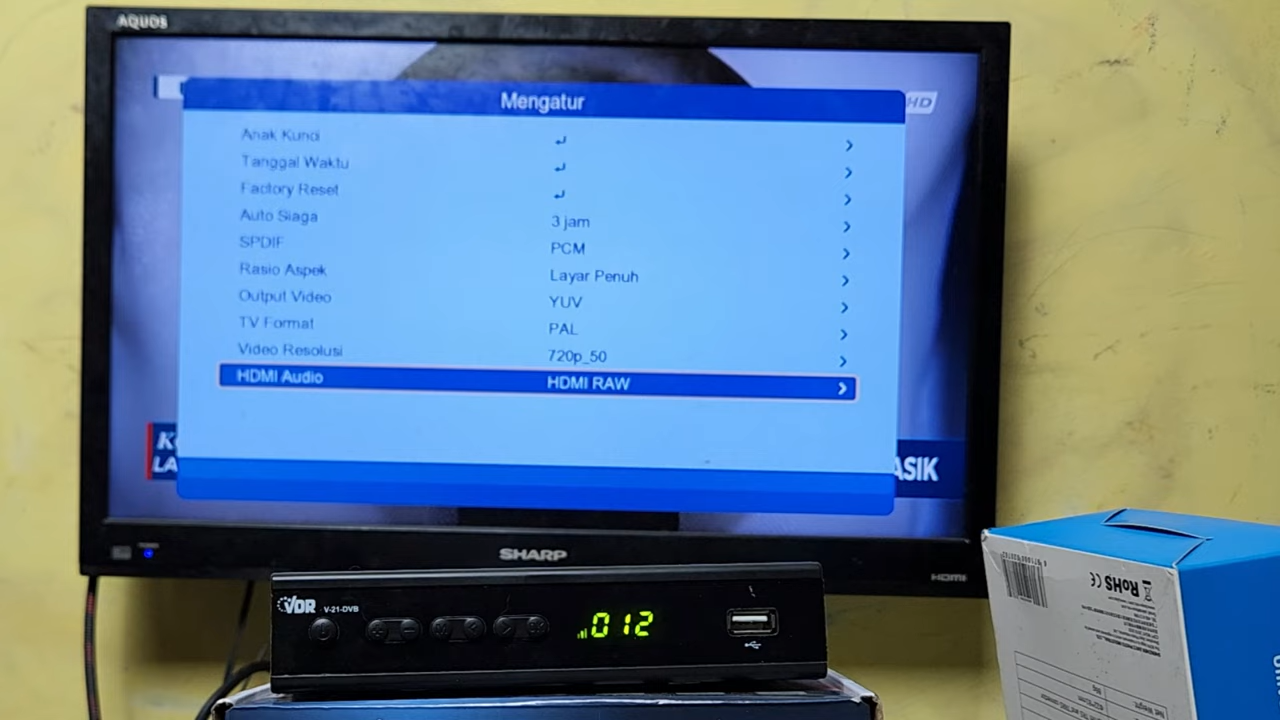 AQUOS
HD
Mengatur
Anak Kunci
Tanggal Waktu
Factory Reset
Auto Siaga 3 jam
SPDIF PCM
Rasio Aspek Layar Penuh
Output Video YUV
TV Format PAL
Video Resolusi 720p_50
HDMI Audio HDMI RAW
K
LA
ASIK
SHARP
HDMI
VDR V-21-DVB
012
CE RoHS